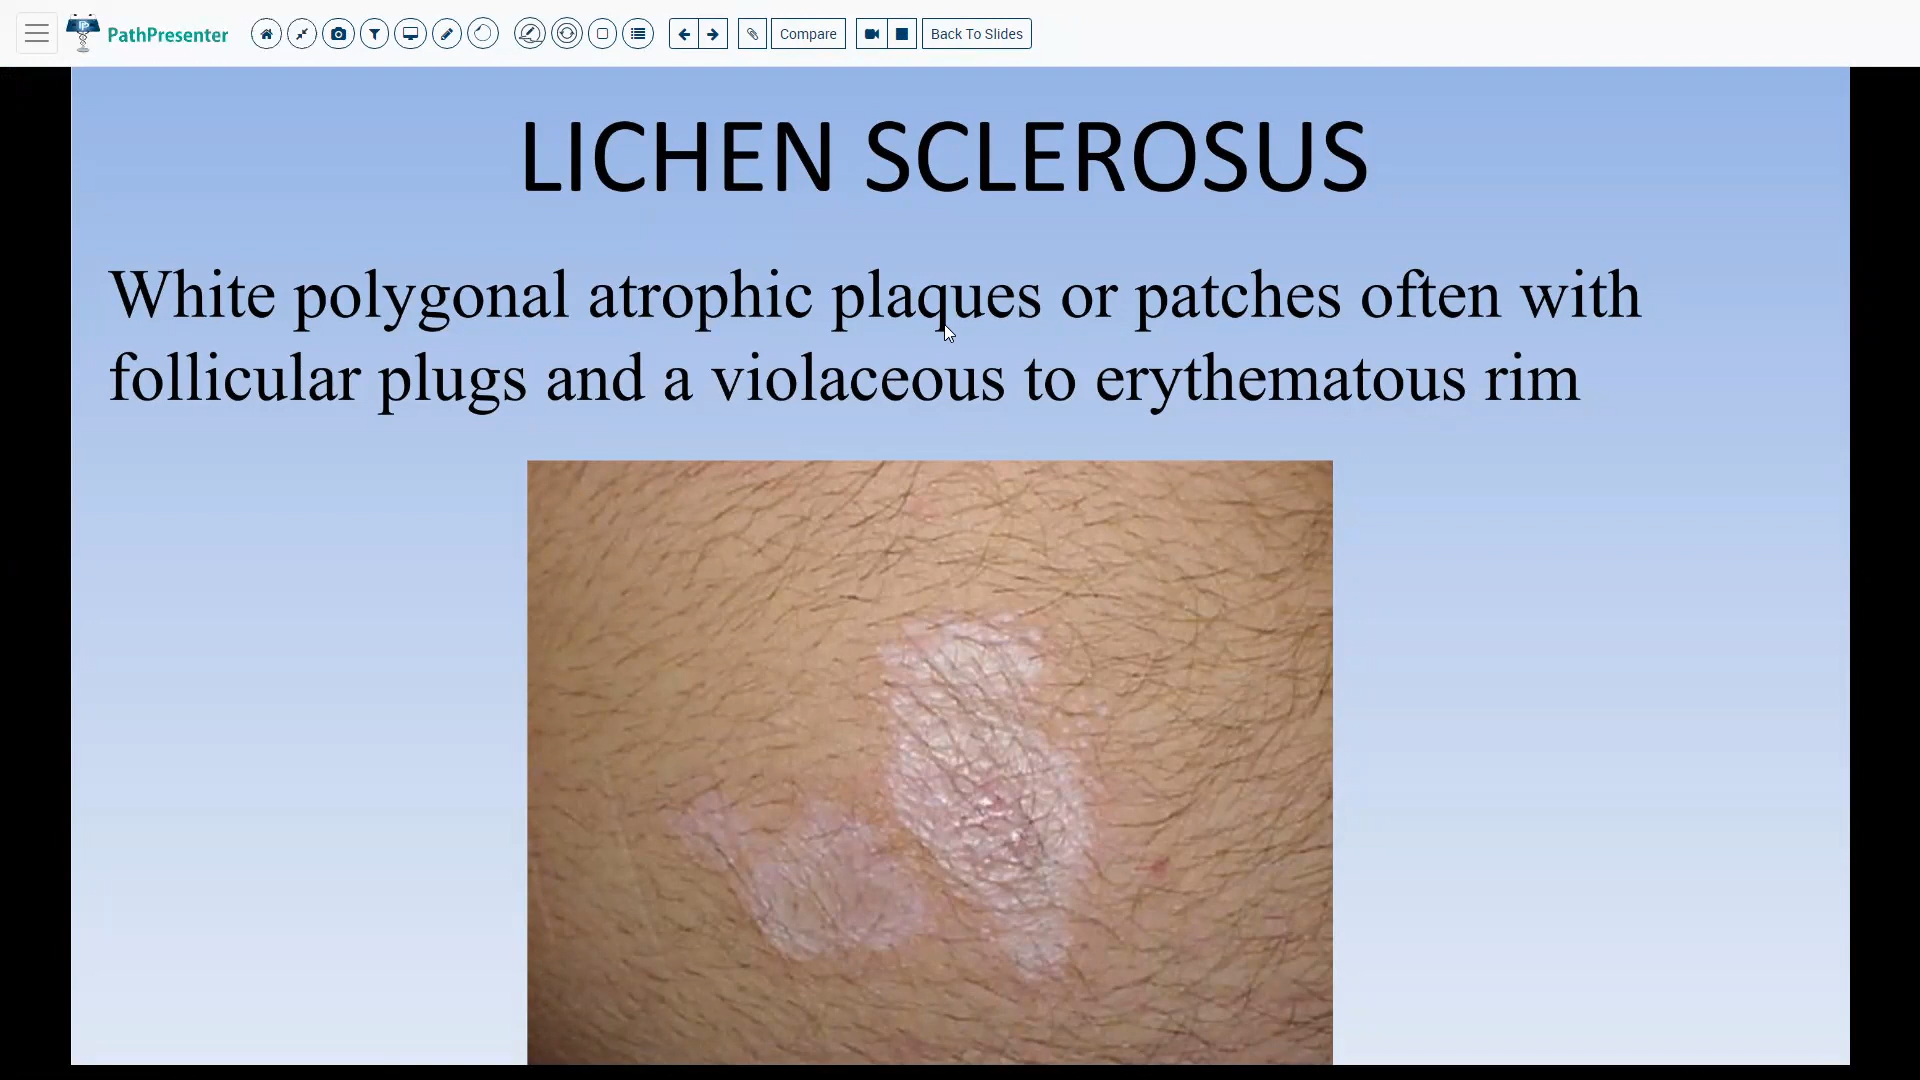 PathPresenter
Compare
Back To Slides
LICHEN SCLEROSUS
White polygonal atrophic plaques or patches often with
follicular plugs and a violaceous to erythematous rim